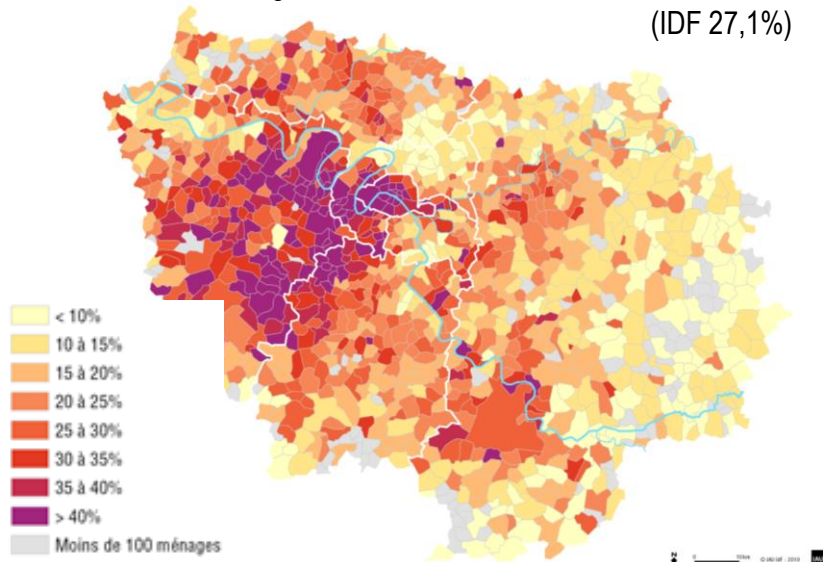 (IDF 27,1%)
< 10%
10 à 15%
15 à 20%
20 à 25%
25 à 30%
30 à 35%
35 à 40%
> 40%
Moins de 100 ménages